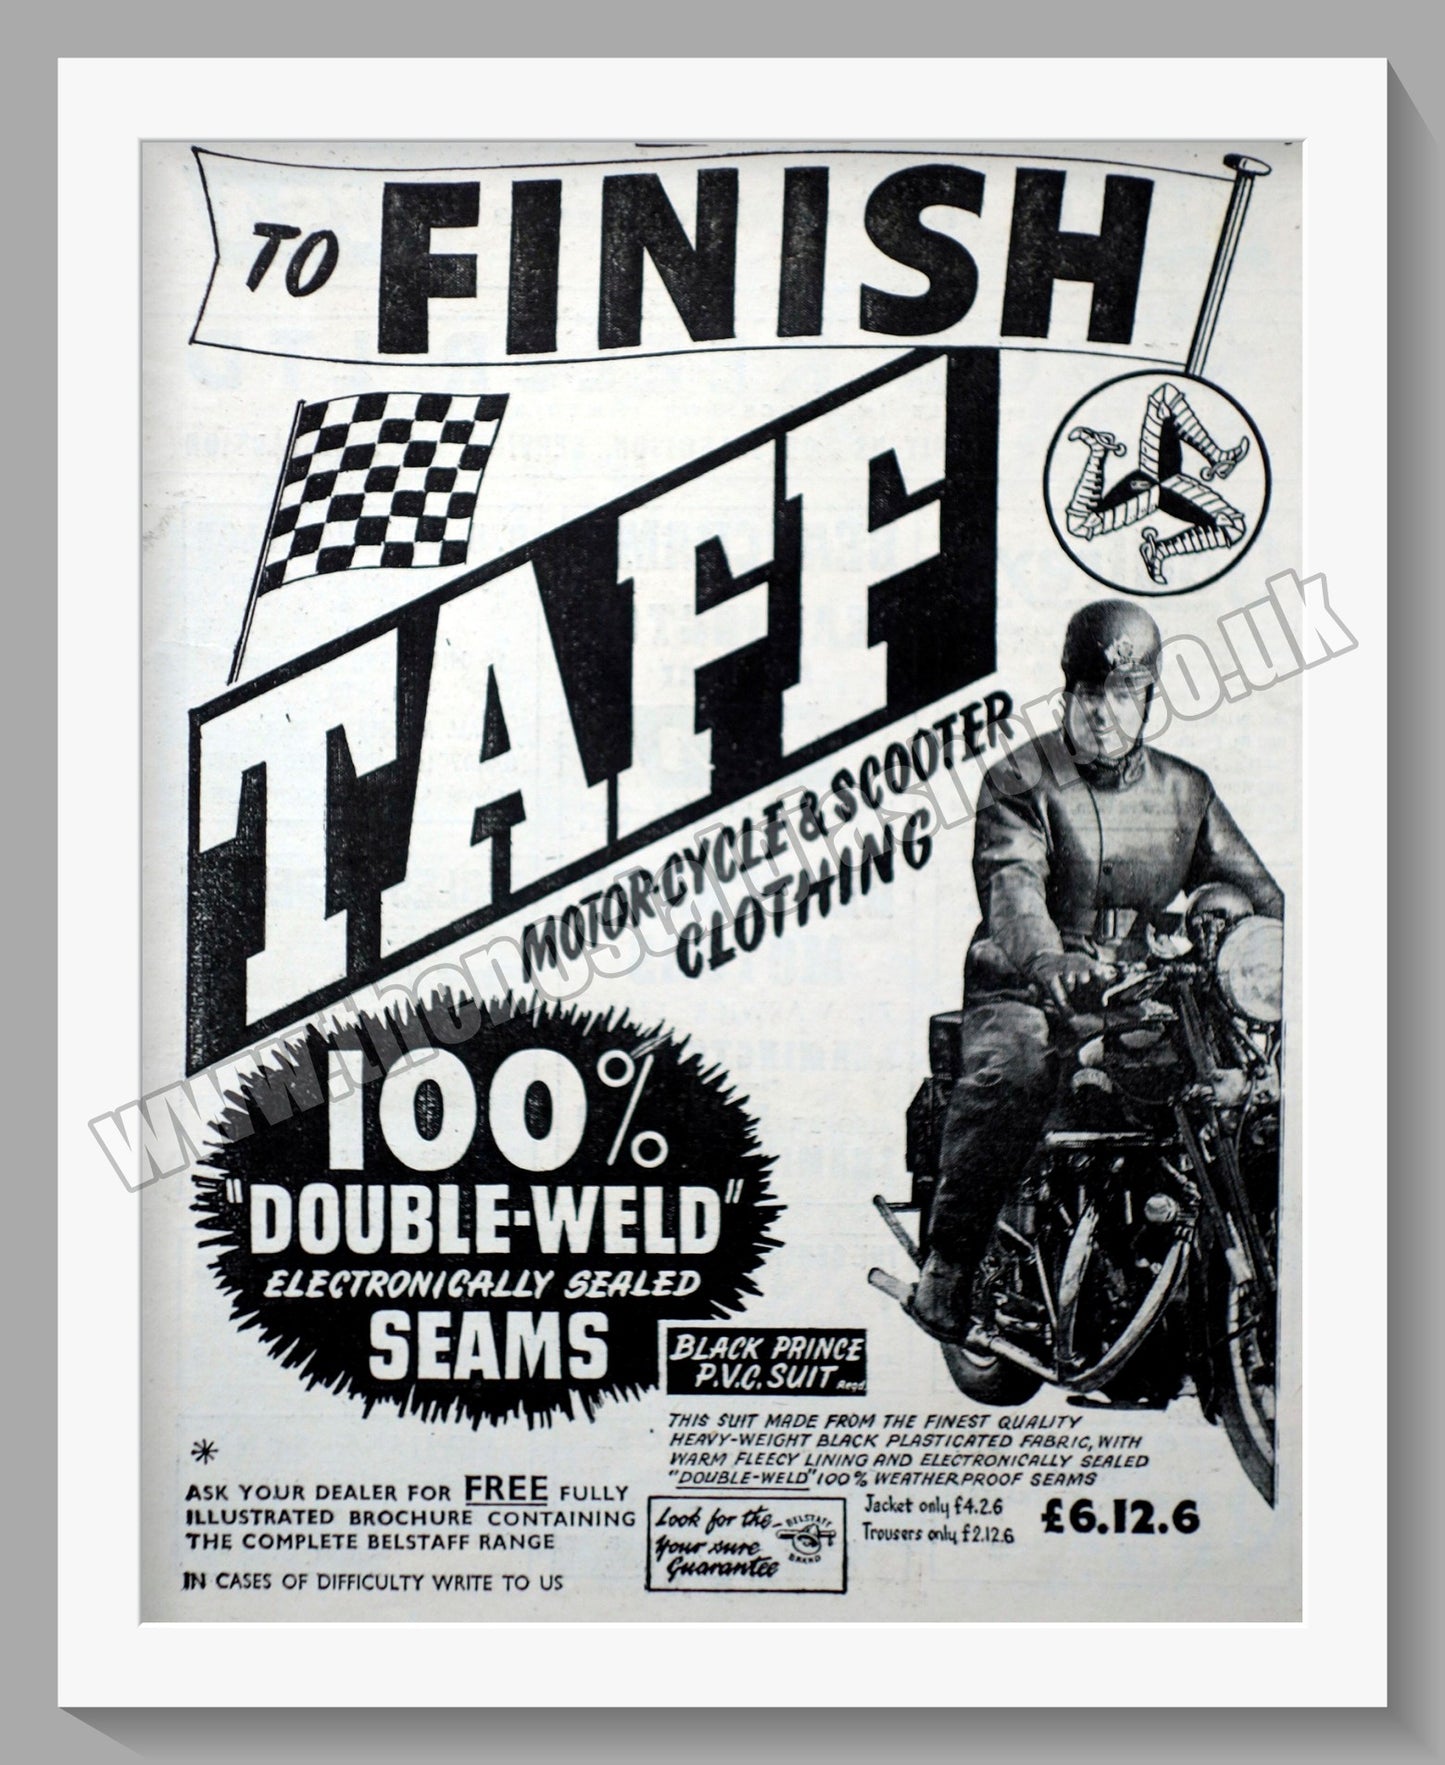 TO FINISH
TAFF
MOTOR-CYCLE & SCOOTER
CLOTHING
100%
"DOUBLE-WELD"
ELECTRONICALLY SEALED
SEAMS
BLACK PRINCE
P.V.C. SUIT Regd.
THIS SUIT MADE FROM THE FINEST QUALITY
HEAVY-WEIGHT BLACK PLASTICATED FABRIC, WITH
WARM FLEECY LINING AND ELECTRONICALLY SEALED
"DOUBLE-WELD" 100% WEATHERPROOF SEAMS
ASK YOUR DEALER FOR FREE FULLY
ILLUSTRATED BROCHURE CONTAINING
THE COMPLETE BELSTAFF RANGE
IN CASES OF DIFFICULTY WRITE TO US
Look for the
Your sure
Guarantee
BELSTAFF
BRAND
Jacket only £4.2.6
Trousers only £2.12.6
£6.12.6
www.thenostalgiashop.co.uk